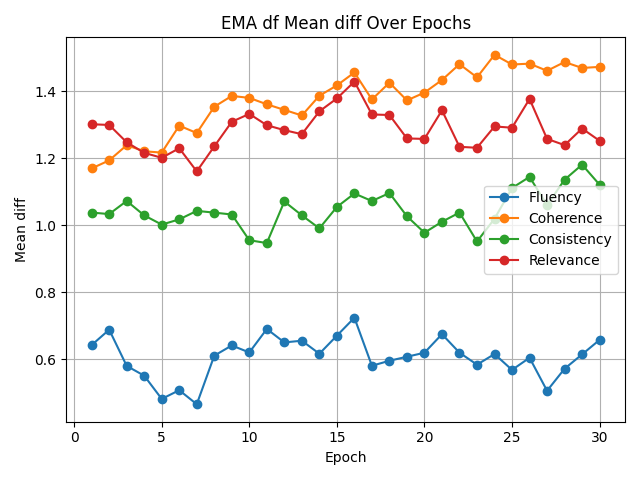 EMA df Mean diff Over Epochs
Mean diff
1.4
1.2
1.0
0.8
0.6
Fluency
Coherence
Consistency
Relevance
0
5
10
15
20
25
30
Epoch